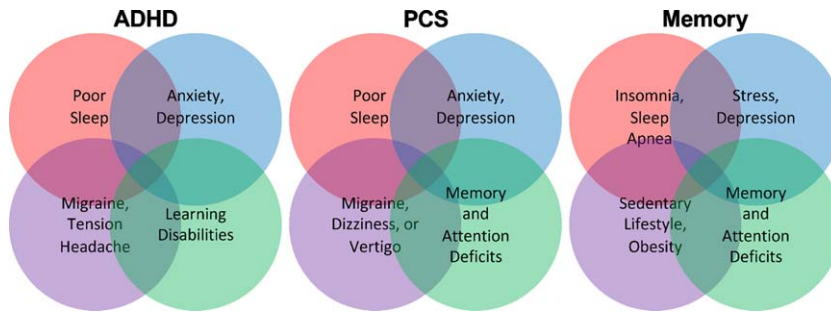 ADHD
Poor
Sleep
Anxiety,
Depression
Migraine,
Tension
Headache
Learning
Disabilities
PCS
Poor
Sleep
Anxiety,
Depression
Migraine,
Dizziness, or
Vertigo
Memory
and
Attention
Deficits
Memory
Insomnia,
Sleep
Apnea
Stress,
Depression
Sedentary
Lifestyle,
Obesity
Memory
and
Attention
Deficits